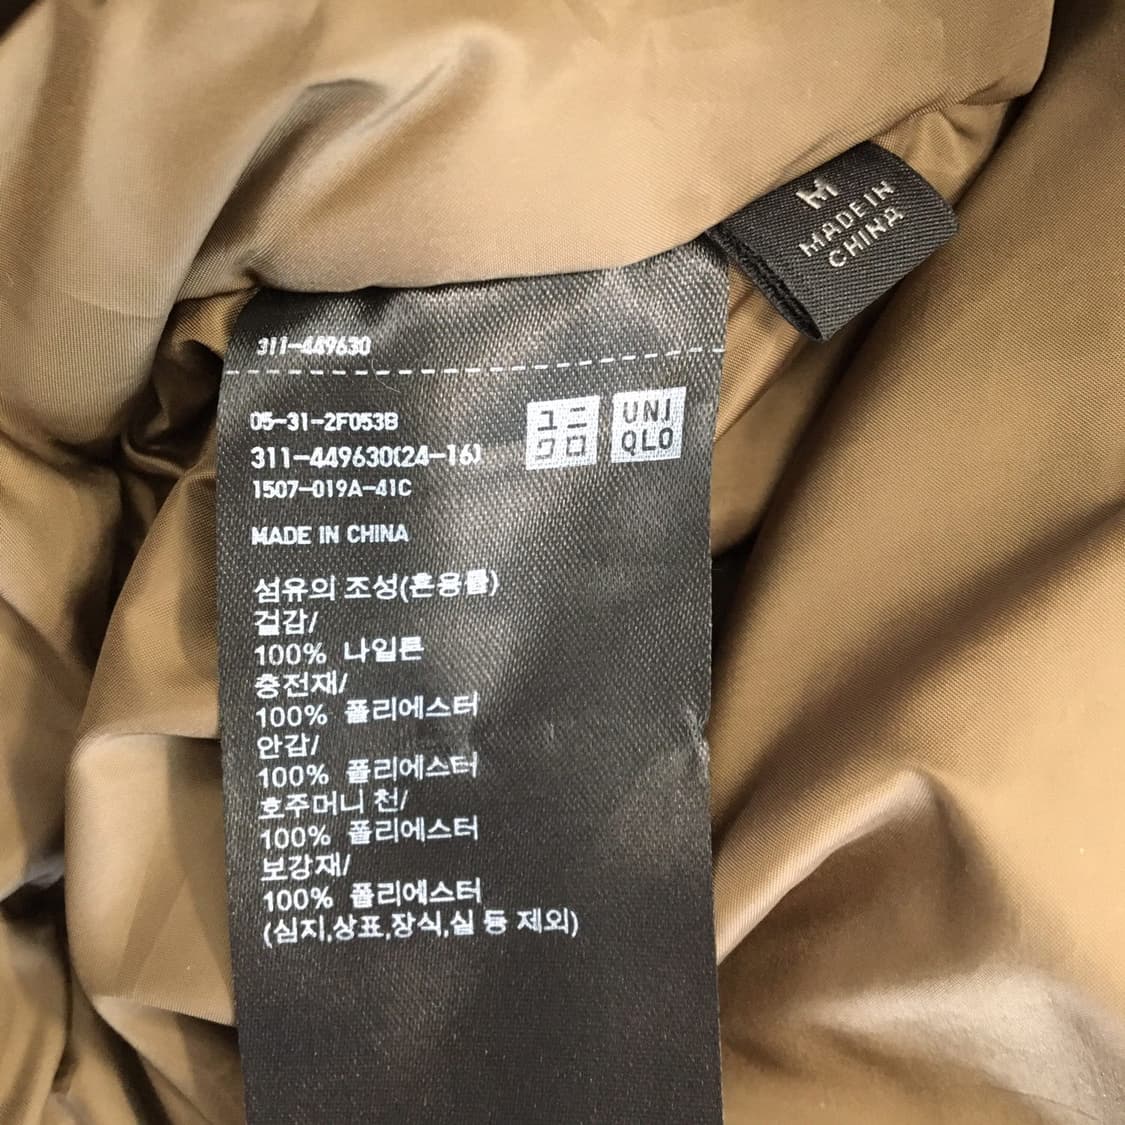 M
MADE IN
CHINA
311-449630
05-31-2F053B
311-449630(24-16)
1507-019A-41C
ユニ
クロ
UNI
QLO
MADE IN CHINA
섬유의 조성(혼용률)
겉감/
100% 나일론
충전재/
100% 폴리에스터
안감/
100% 폴리에스터
호주머니 천/
100% 폴리에스터
보강재/
100% 폴리에스터
(심지,상표,장식,실 등 제외)